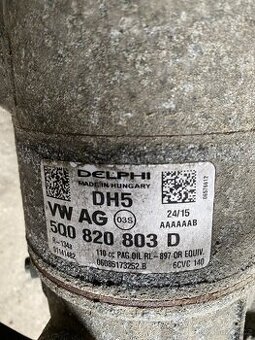 DELPHI
MADE IN HUNGARY
DH5
VW AG 03S
24/15
AAAAAAB
5Q0 820 803 D
R-134a
110 cc PAG OIL RL-897 OR EQUIV.
06085173252.B
6CVC 140